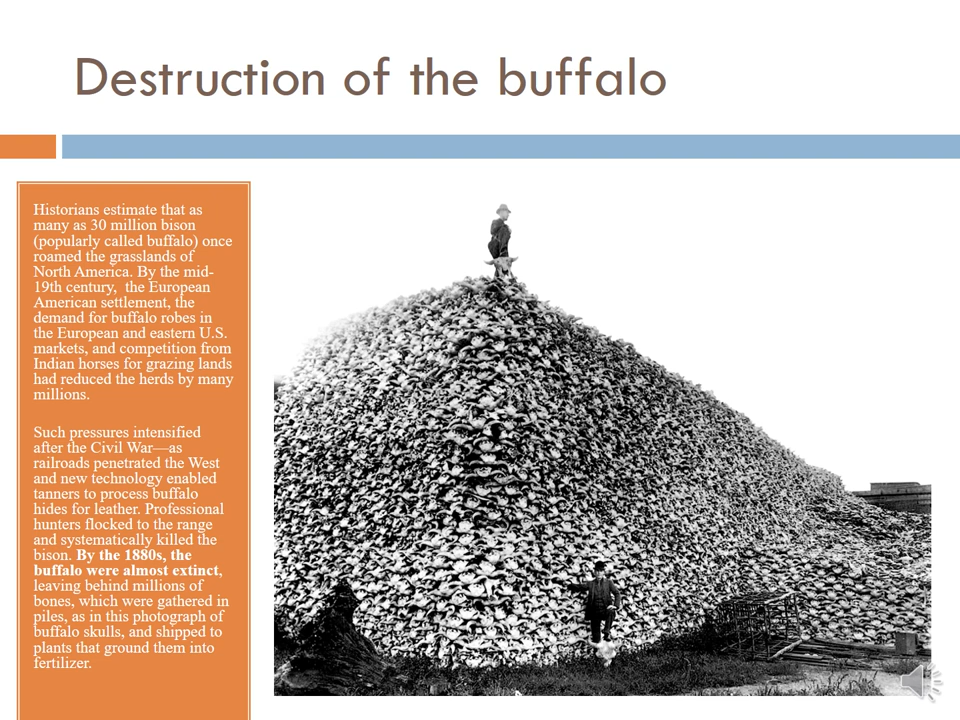 Destruction of the buffalo
Historians estimate that as
many as 30 million bison
(popularly called buffalo) once
roamed the grasslands of
North America. By the mid-
19th century,  the European
American settlement, the
demand for buffalo robes in
the European and eastern U.S.
markets, and competition from
Indian horses for grazing lands
had reduced the herds by many
millions.
Such pressures intensified
after the Civil War—as
railroads penetrated the West
and new technology enabled
tanners to process buffalo
hides for leather. Professional
hunters flocked to the range
and systematically killed the
bison. By the 1880s, the
buffalo were almost extinct,
leaving behind millions of
bones, which were gathered in
piles, as in this photograph of
buffalo skulls, and shipped to
plants that ground them into
fertilizer.